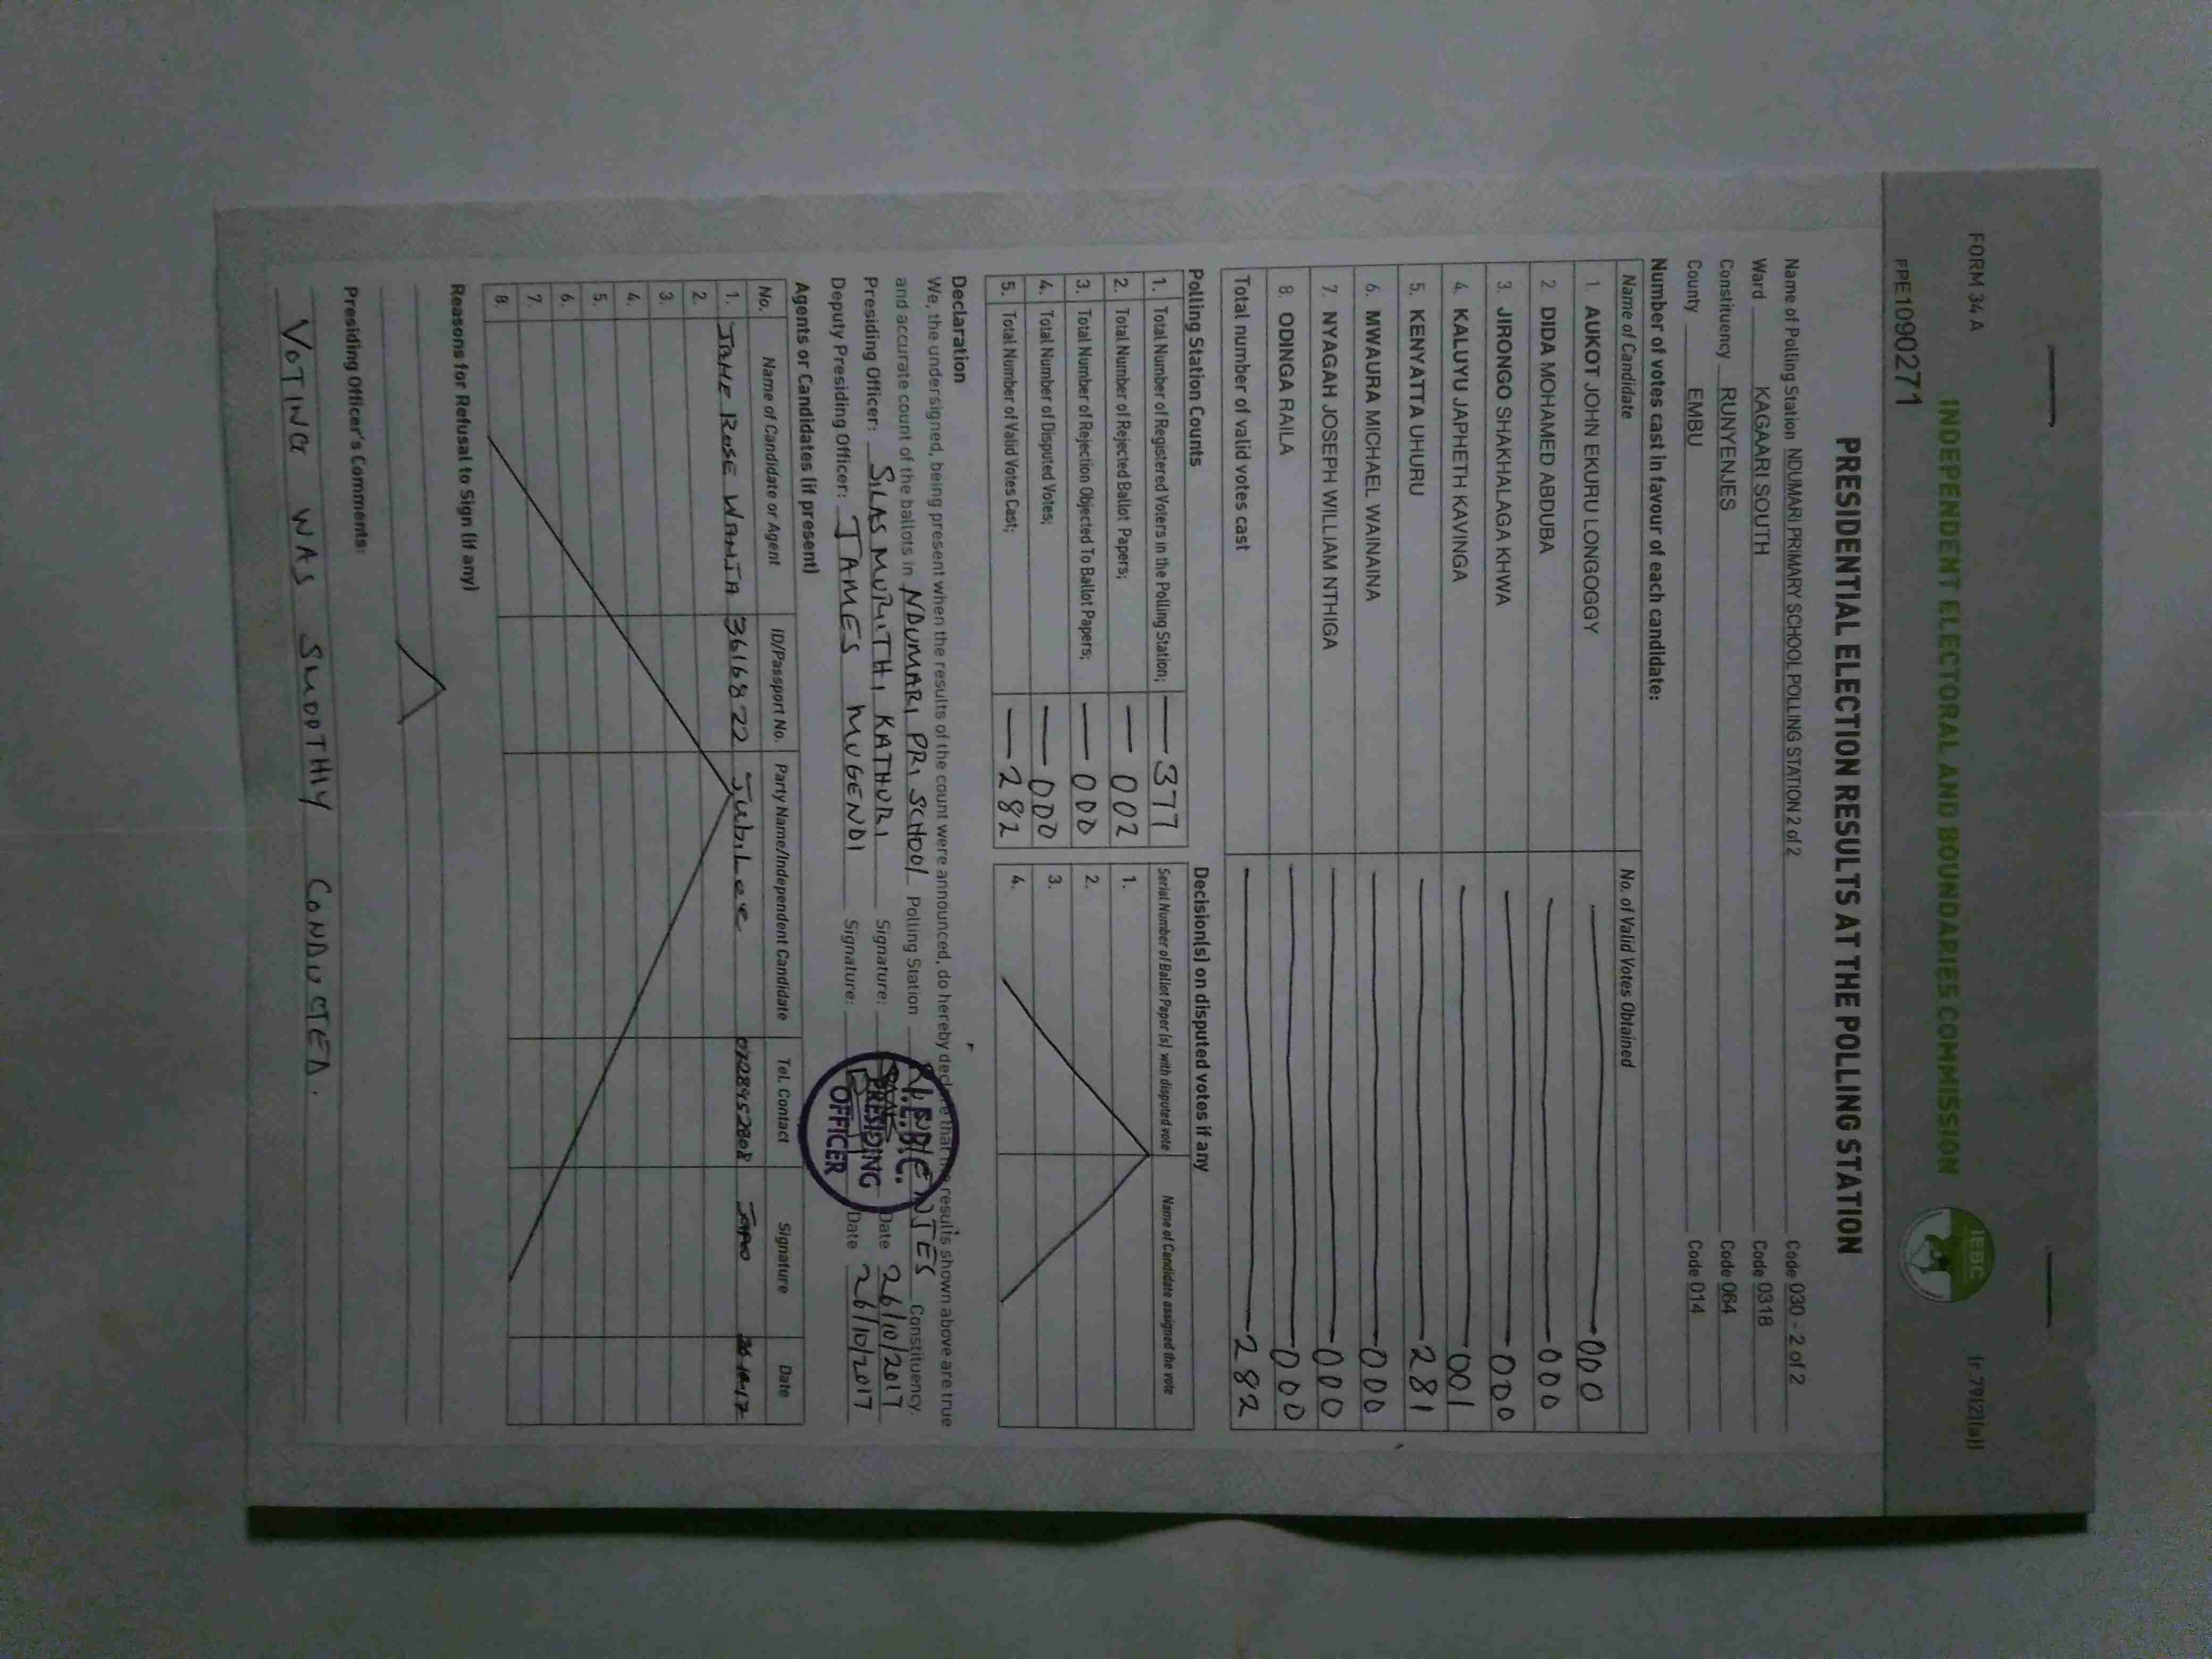 FORM 34 A
(r.79(2)(a))
INDEPENDENT ELECTORAL AND BOUNDARIES COMMISSION
IEBC
FPE1090271
PRESIDENTIAL ELECTION RESULTS AT THE POLLING STATION
Name of Polling Station NDUMARI PRIMARY SCHOOL POLLING STATION 2 of 2 Code 030 - 2 of 2
Ward KAGAARI SOUTH Code 0318
Constituency RUNYENJES Code 064
County EMBU Code 014
Number of votes cast in favour of each candidate:
Name of Candidate No. of Valid Votes Obtained
1. AUKOT JOHN EKURU LONGOGGY 000
2. DIDA MOHAMED ABDUBA 000
3. JIRONGO SHAKHALAGA KHWA 000
4. KALUYU JAPHETH KAVINGA 001
5. KENYATTA UHURU 281
6. MWAURA MICHAEL WAINAINA 000
7. NYAGAH JOSEPH WILLIAM NTHIGA 000
8. ODINGA RAILA 000
Total number of valid votes cast 282
Polling Station Counts
1. Total Number of Registered Voters in the Polling Station; 377
2. Total Number of Rejected Ballot Papers; 002
3. Total Number of Rejection Objected To Ballot Papers; 000
4. Total Number of Disputed Votes; 000
5. Total Number of Valid Votes Cast; 282
Decision(s) on disputed votes if any
Serial Number of Ballot Paper(s) with disputed vote Name of Candidate assigned the vote
1.
2.
3.
4.
Declaration
We, the undersigned, being present when the results of the count were announced, do hereby declare that the results shown above are true
and accurate count of the ballots in NDUMARI PRI SCHOOL Polling Station RUNYENJES Constituency.
Presiding Officer: SILAS MURIITHI KATHURI Signature: Date 26/10/2017
Deputy Presiding Officer: JAMES MUGENDI Signature: Date 26/10/2017
I.E.B.C.
PRESIDING
OFFICER
Agents or Candidates (if present)
No. Name of Candidate or Agent ID/Passport No. Party Name/Independent Candidate Tel. Contact Signature Date
1. JANE ROSE WANJA 3616822 JubiLee 0728952808 26-10-17
2.
3.
4.
5.
6.
7.
8.
Reasons for Refusal to Sign (if any)
Presiding Officer's Comments:
VOTING WAS SMOOTHLY CONDUCTED.